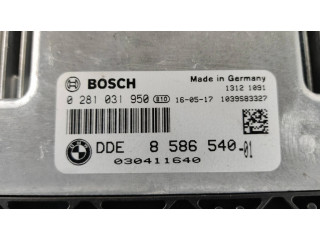 BOSCH
Made in Germany
1312 1091
0 281 031 950 810 16-05-17 1039583327
DDE 8 586 540-01
030411640